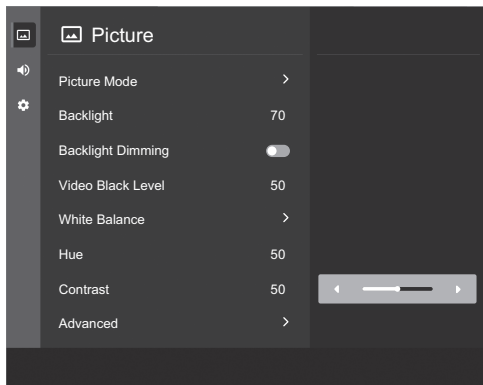 Picture
Picture Mode
Backlight 70
Backlight Dimming
Video Black Level 50
White Balance
Hue 50
Contrast 50
Advanced